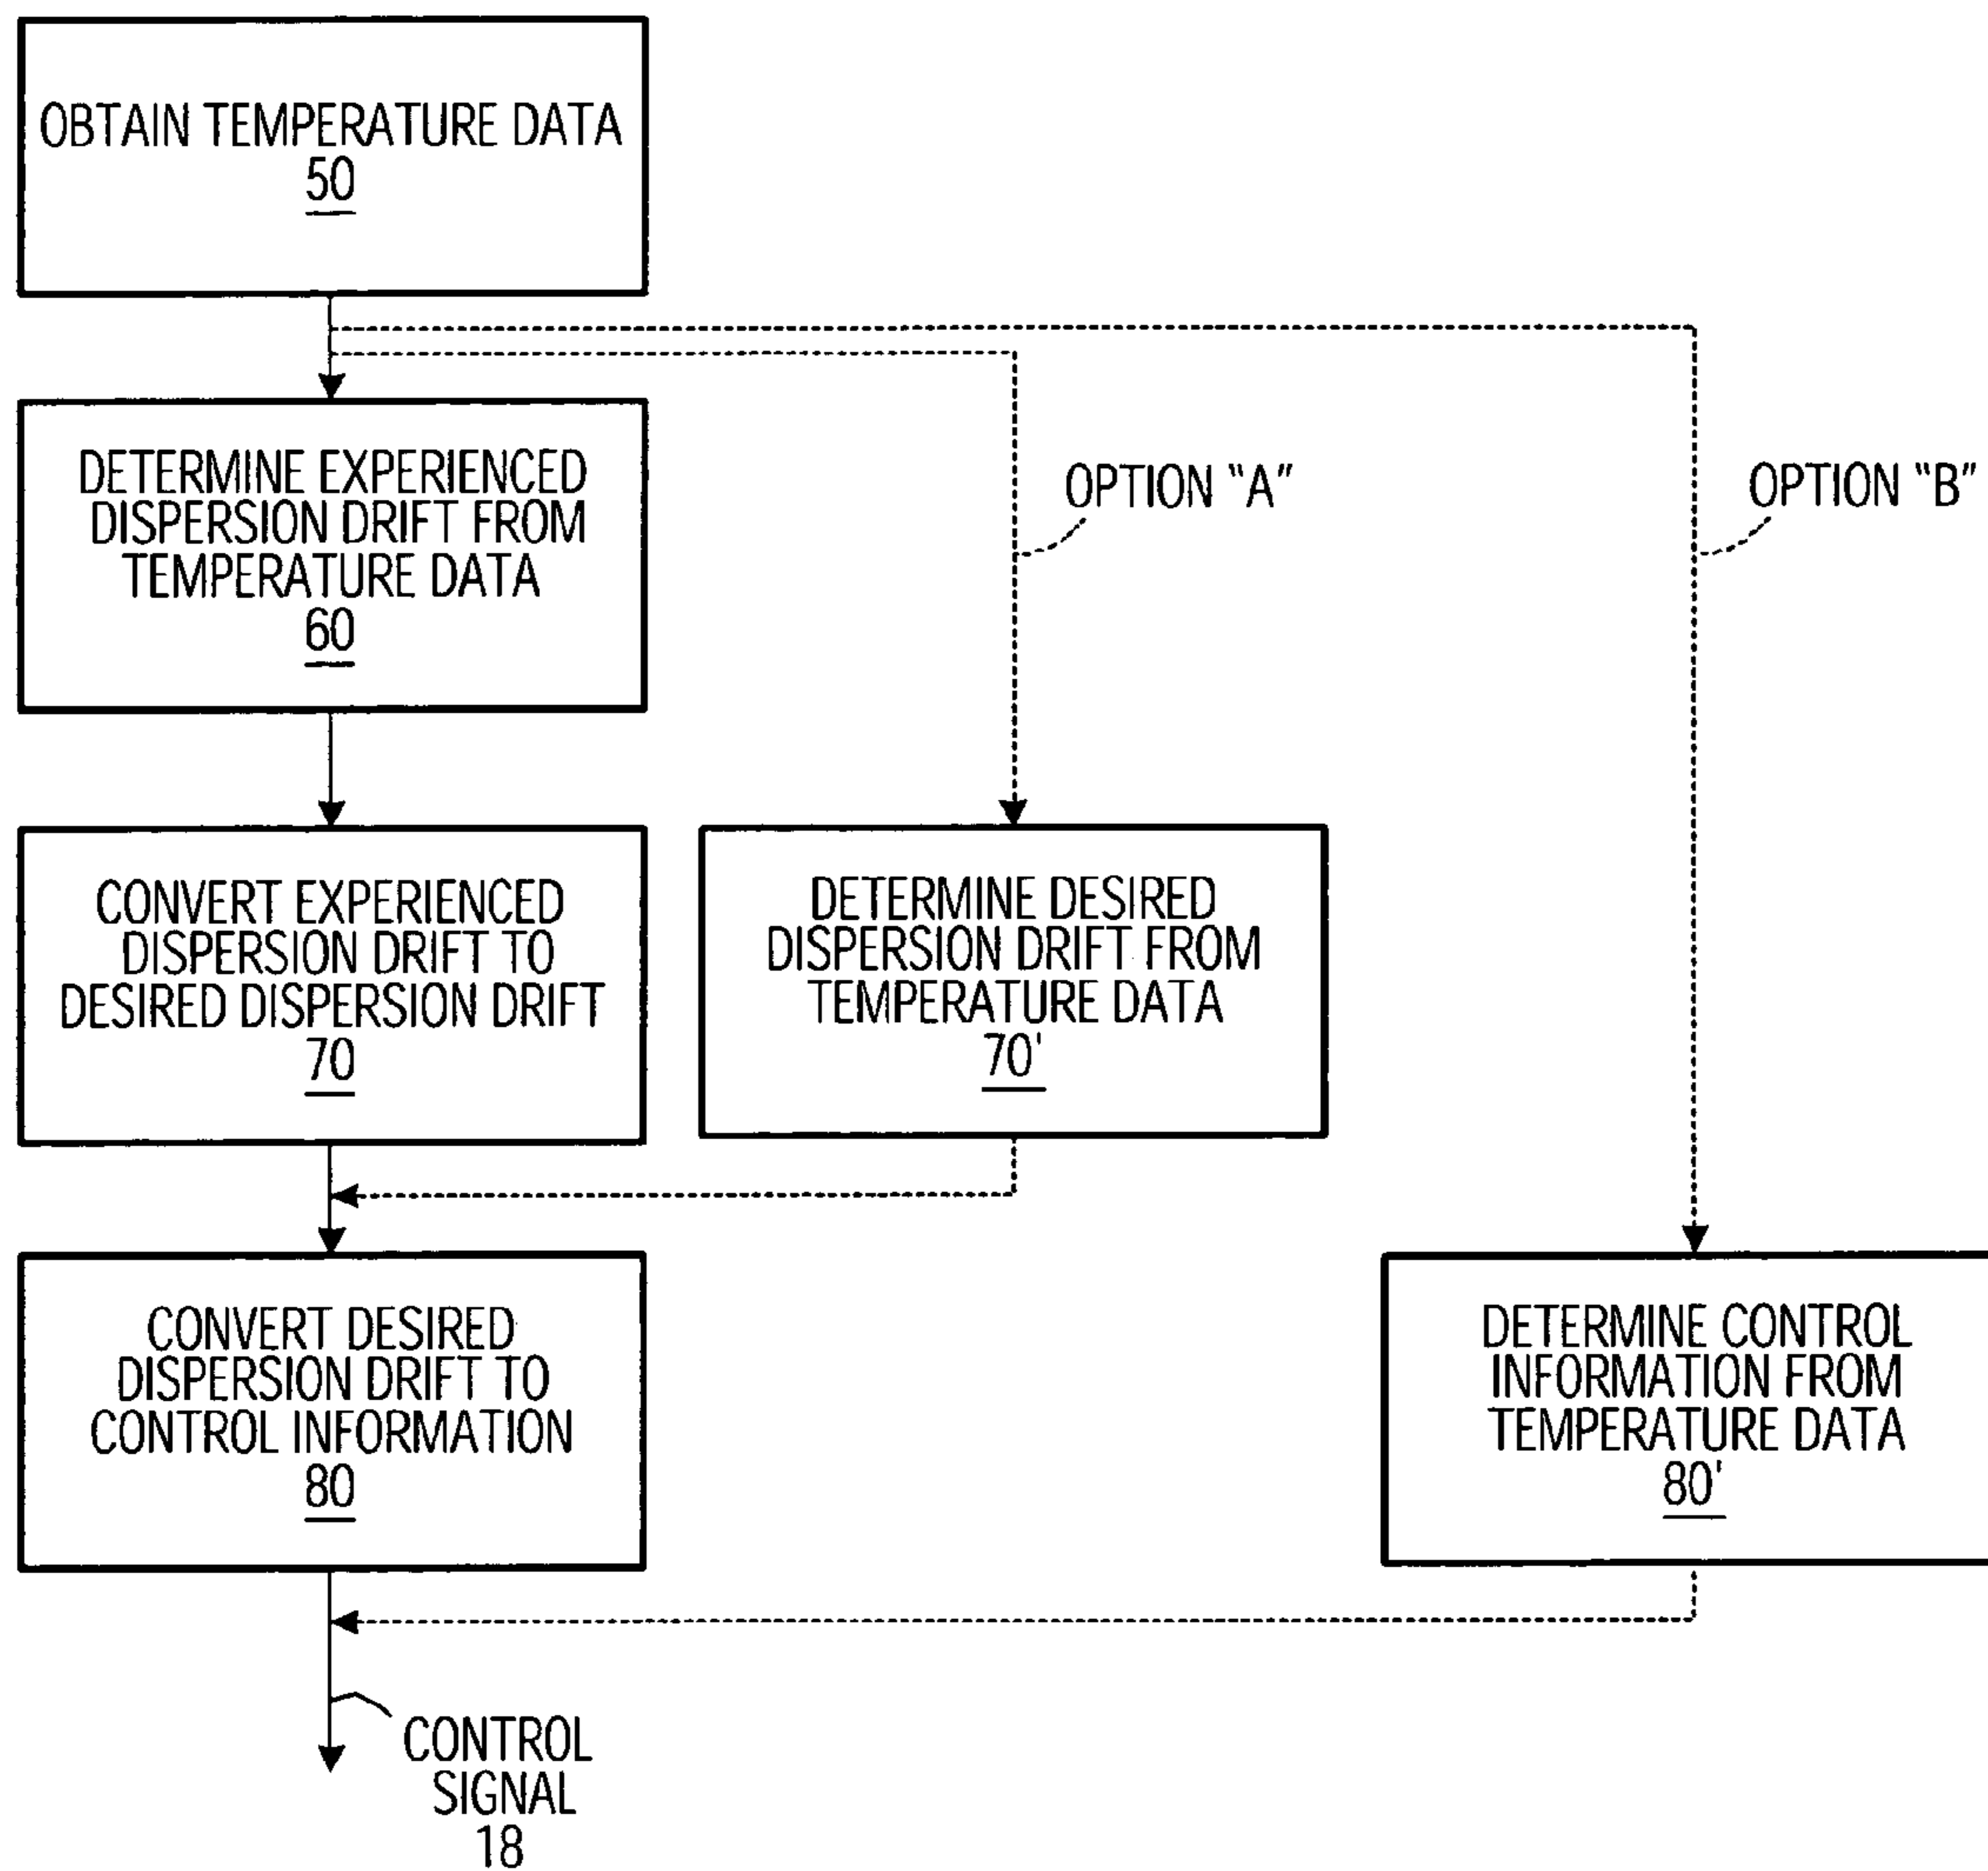 OBTAIN TEMPERATURE DATA
50
DETERMINE EXPERIENCED
DISPERSION DRIFT FROM
TEMPERATURE DATA
60
OPTION "A"
OPTION "B"
CONVERT EXPERIENCED
DISPERSION DRIFT TO
DESIRED DISPERSION DRIFT
70
DETERMINE DESIRED
DISPERSION DRIFT FROM
TEMPERATURE DATA
70'
CONVERT DESIRED
DISPERSION DRIFT TO
CONTROL INFORMATION
80
DETERMINE CONTROL
INFORMATION FROM
TEMPERATURE DATA
80'
CONTROL
SIGNAL
18